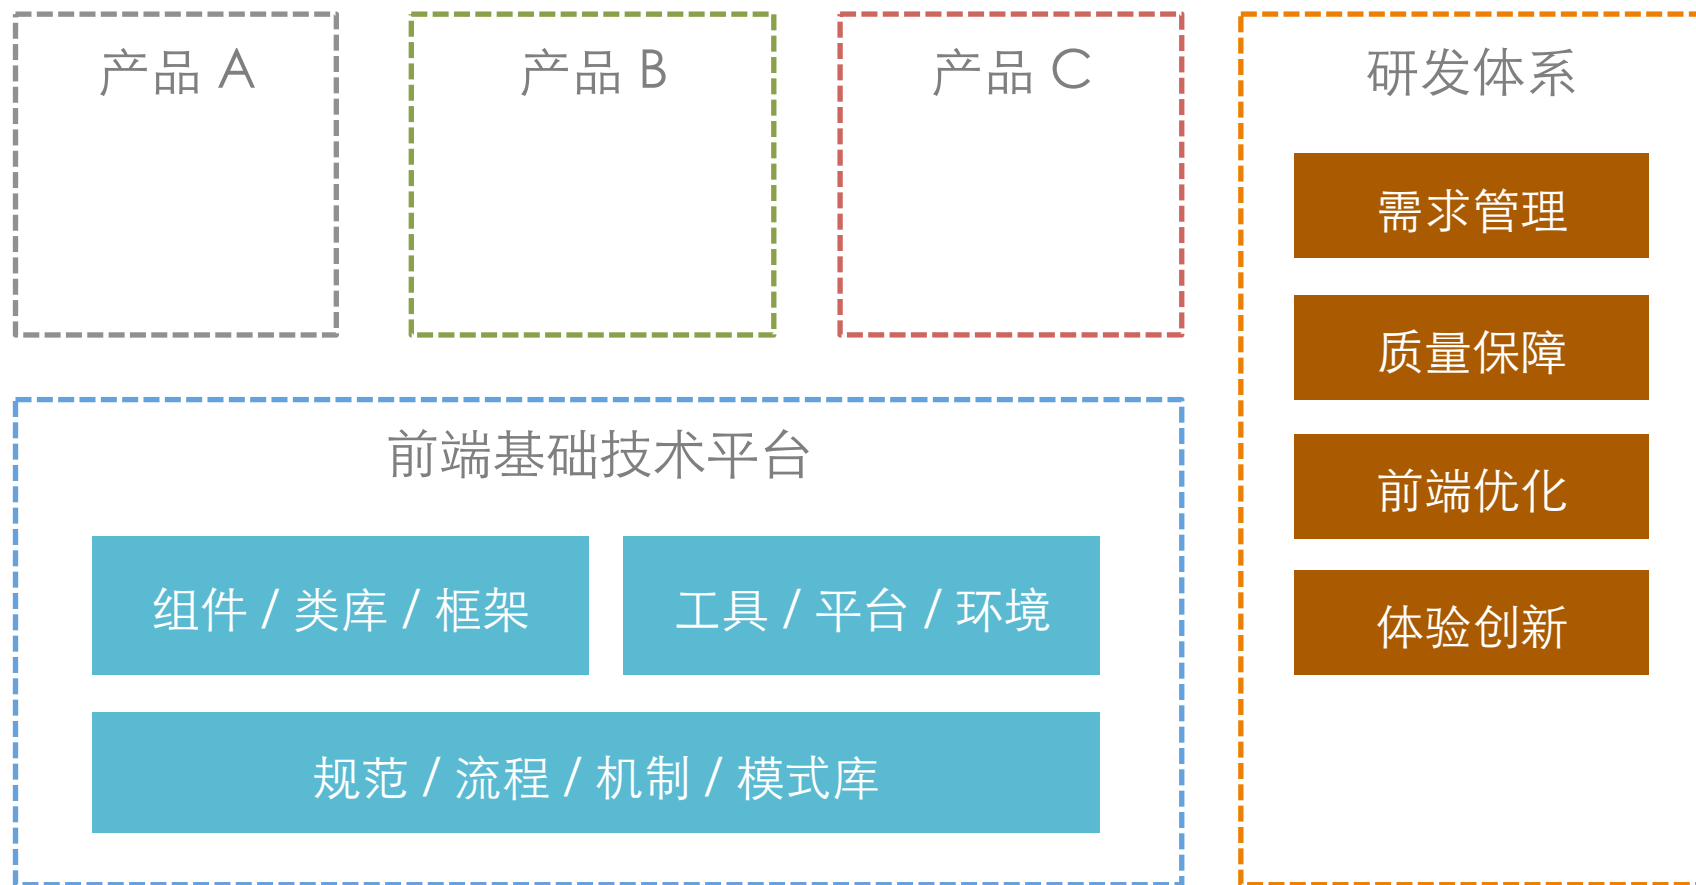 产品 A
产品 B
产品 C
研发体系
需求管理
质量保障
前端优化
体验创新
前端基础技术平台
组件 / 类库 / 框架
工具 / 平台 / 环境
规范 / 流程 / 机制 / 模式库